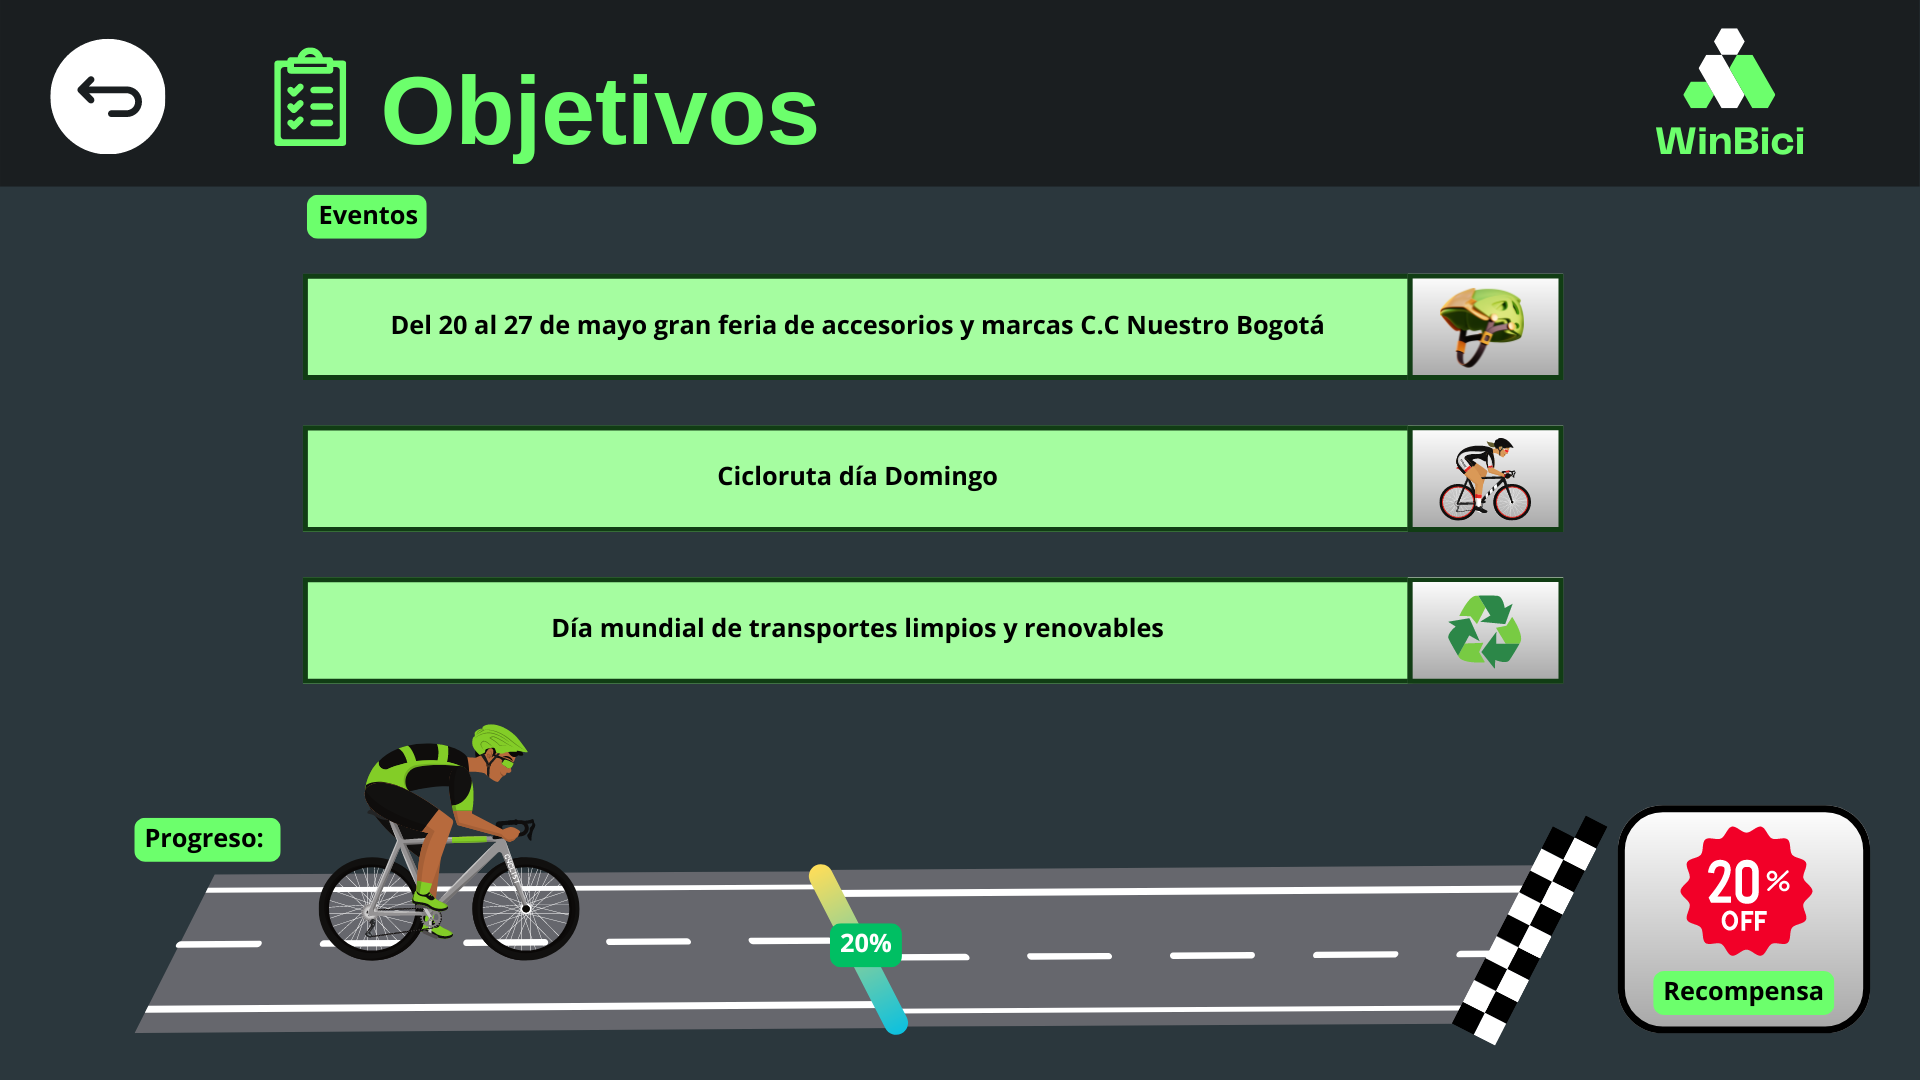 Objetivos
WinBici
Eventos
Del 20 al 27 de mayo gran feria de accesorios y marcas C.C Nuestro Bogotá
Cicloruta día Domingo
Día mundial de transportes limpios y renovables
Progreso:
20%
20%
OFF
Recompensa